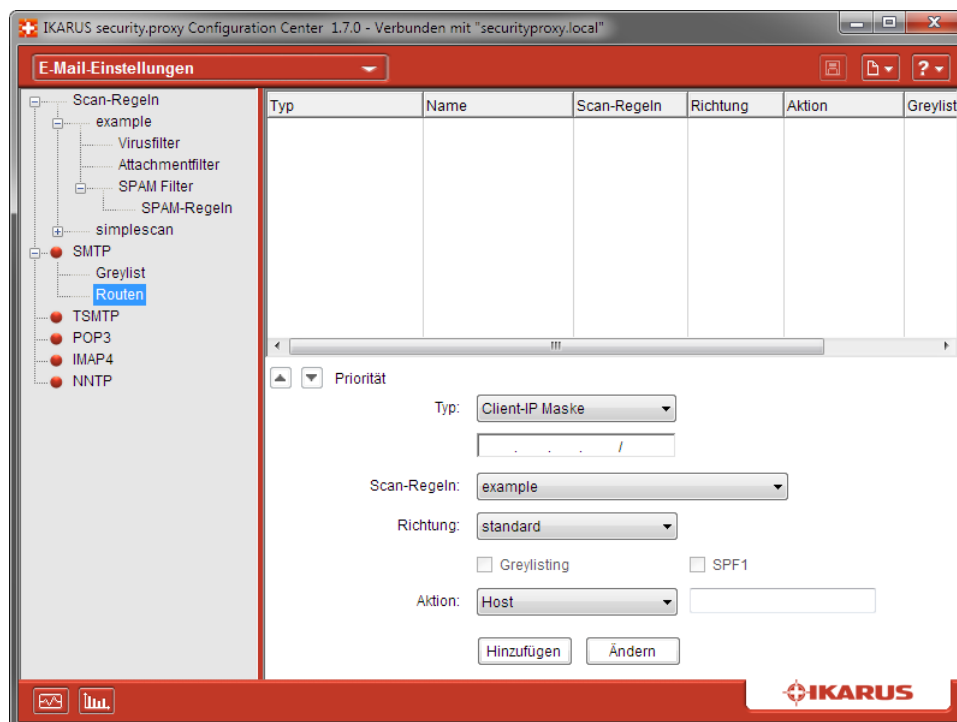 IKARUS security.proxy Configuration Center 1.7.0 - Verbunden mit "securityproxy.local"
E-Mail-Einstellungen
?
Scan-Regeln
example
Virusfilter
Attachmentfilter
SPAM Filter
SPAM-Regeln
simplescan
SMTP
Greylist
Routen
TSMTP
POP3
IMAP4
NNTP
Typ Name Scan-Regeln Richtung Aktion Greylist
Priorität
Typ: Client-IP Maske
. . . /
Scan-Regeln: example
Richtung: standard
Greylisting SPF1
Aktion: Host
Hinzufügen Ändern
IKARUS